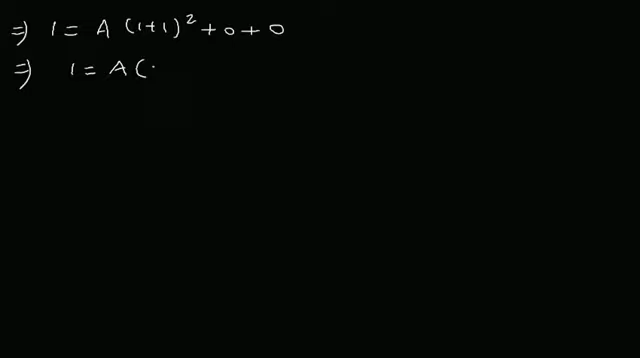 ⇒ 1 = A (1+1)² + 0 + 0
⇒ 1 = A (